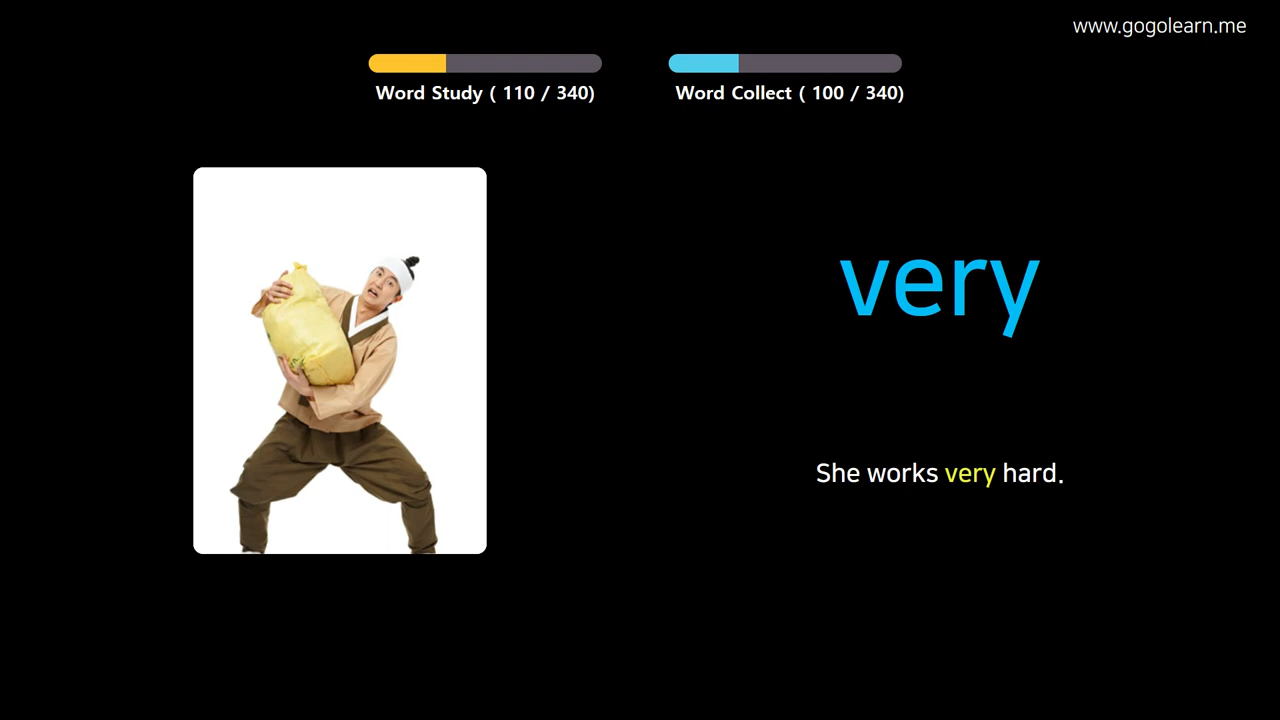 www.gogolearn.me
Word Study ( 110 / 340)
Word Collect ( 100 / 340)
very
She works very hard.